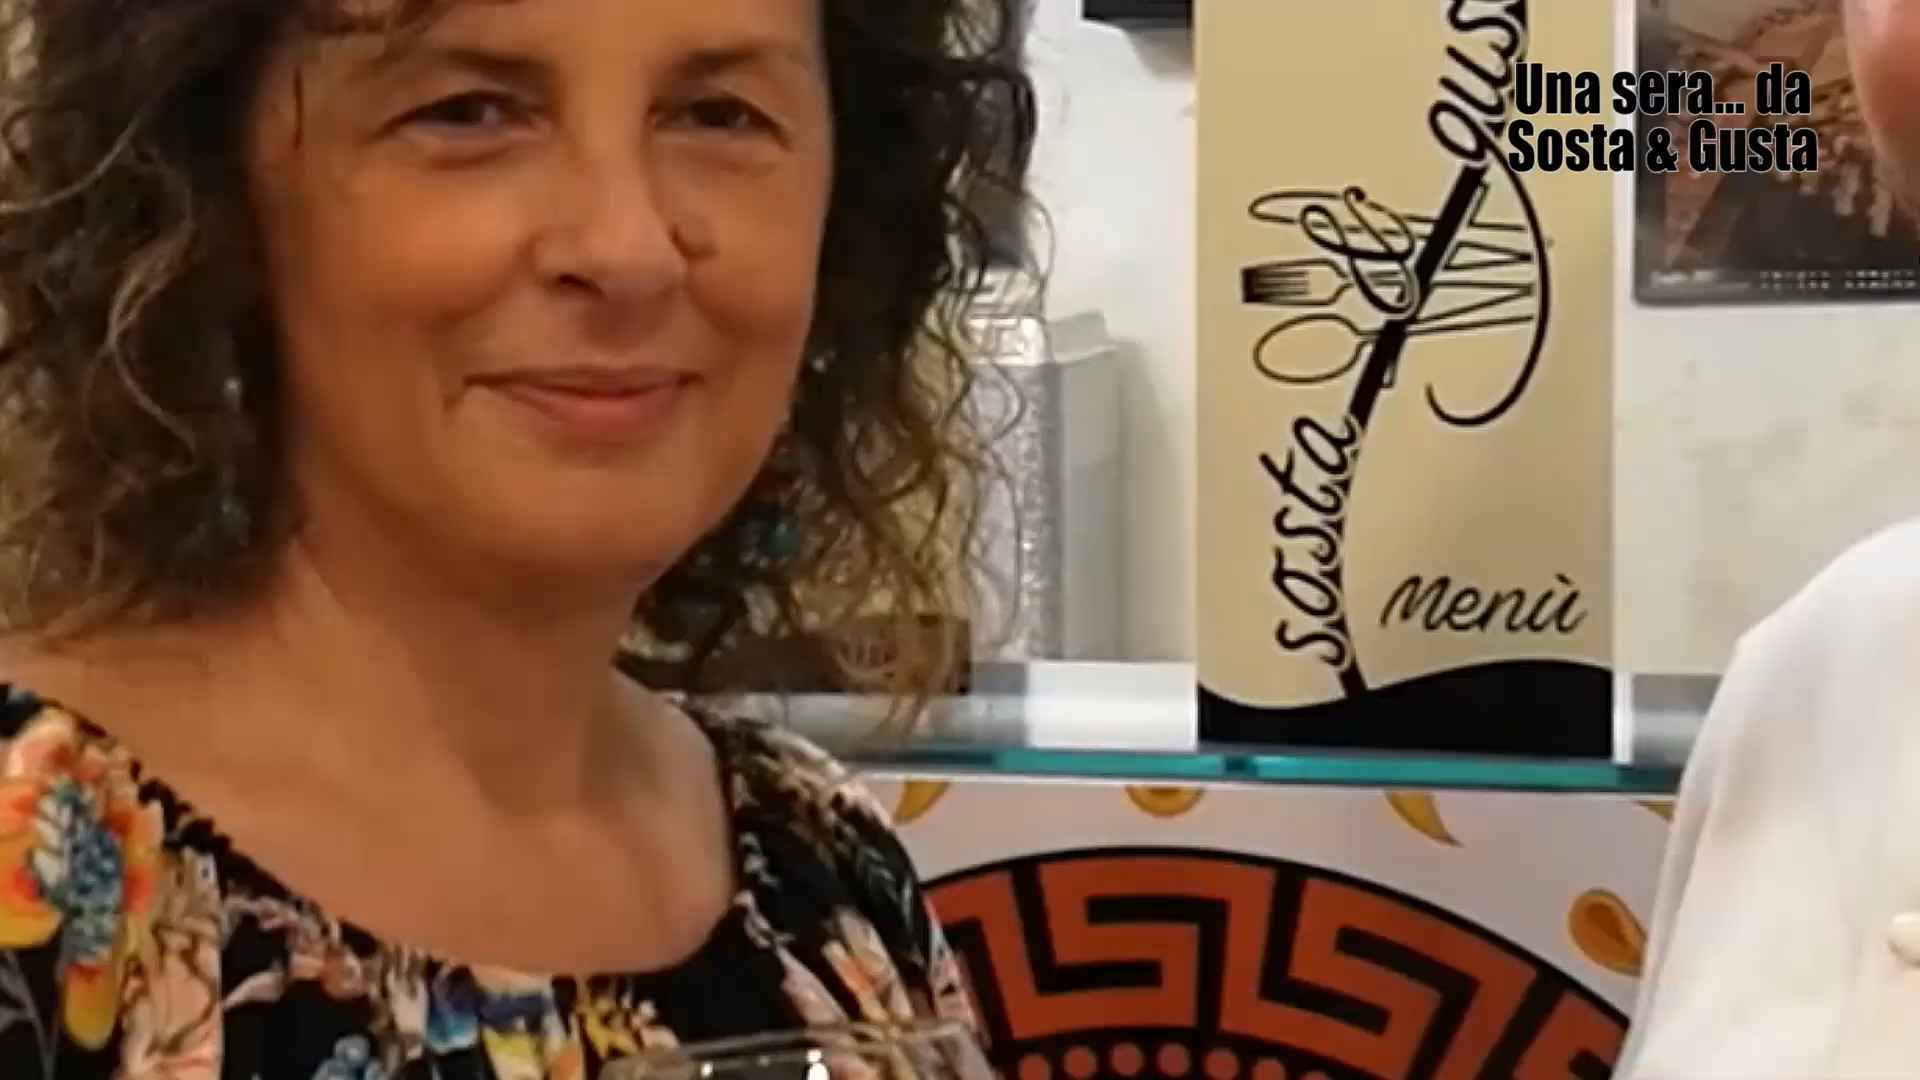 Una sera... da
Sosta & Gusta
sosta
&
Menù